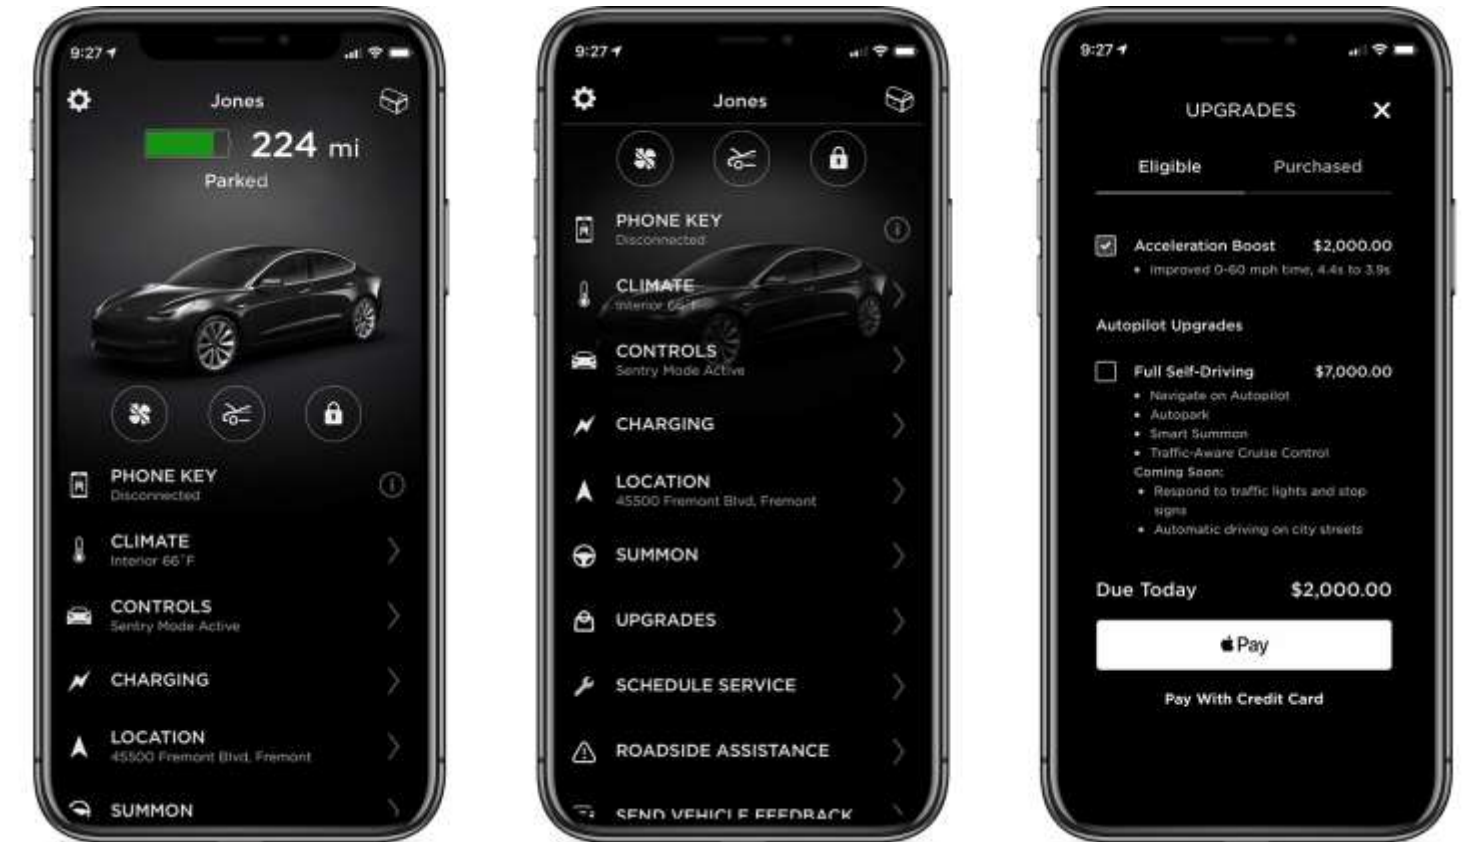 9:27
Jones
224 mi
Parked
PHONE KEY
Disconnected
CLIMATE
Interior 66°F
CONTROLS
Sentry Mode Active
CHARGING
LOCATION
45500 Fremont Blvd, Fremont
SUMMON
9:27
Jones
PHONE KEY
Disconnected
CLIMATE
Interior 66°F
CONTROLS
Sentry Mode Active
CHARGING
LOCATION
45500 Fremont Blvd, Fremont
SUMMON
UPGRADES
SCHEDULE SERVICE
ROADSIDE ASSISTANCE
SEND VEHICLE FEEDBACK
9:27
UPGRADES
Eligible Purchased
Acceleration Boost $2,000.00
• Improved 0-60 mph time, 4.4s to 3.9s
Autopilot Upgrades
Full Self-Driving $7,000.00
• Navigate on Autopilot
• Autopark
• Smart Summon
• Traffic-Aware Cruise Control
Coming Soon:
• Respond to traffic lights and stop
signs
• Automatic driving on city streets
Due Today $2,000.00
Pay
Pay With Credit Card